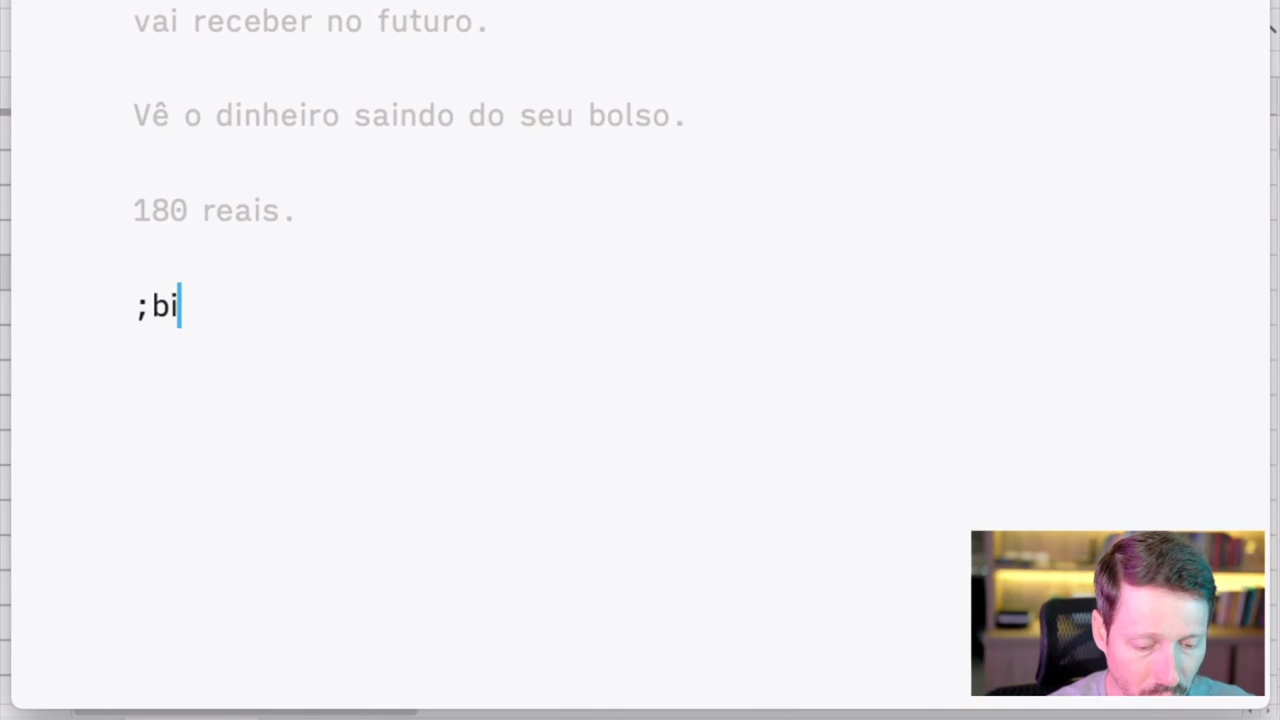 vai receber no futuro.
Vê o dinheiro saindo do seu bolso.
180 reais.
;bi